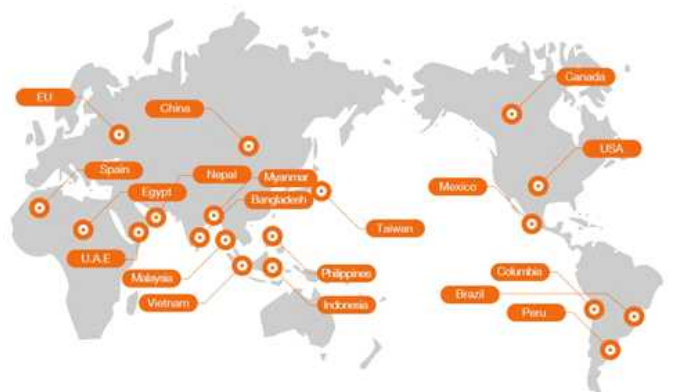 Canada
EU
China
USA
Spain
Nepal
Myanmar
Mexico
Egypt
Bangladesh
Taiwan
U.A.E
Malaysia
Philippines
Columbia
Brazil
Vietnam
Indonesia
Peru